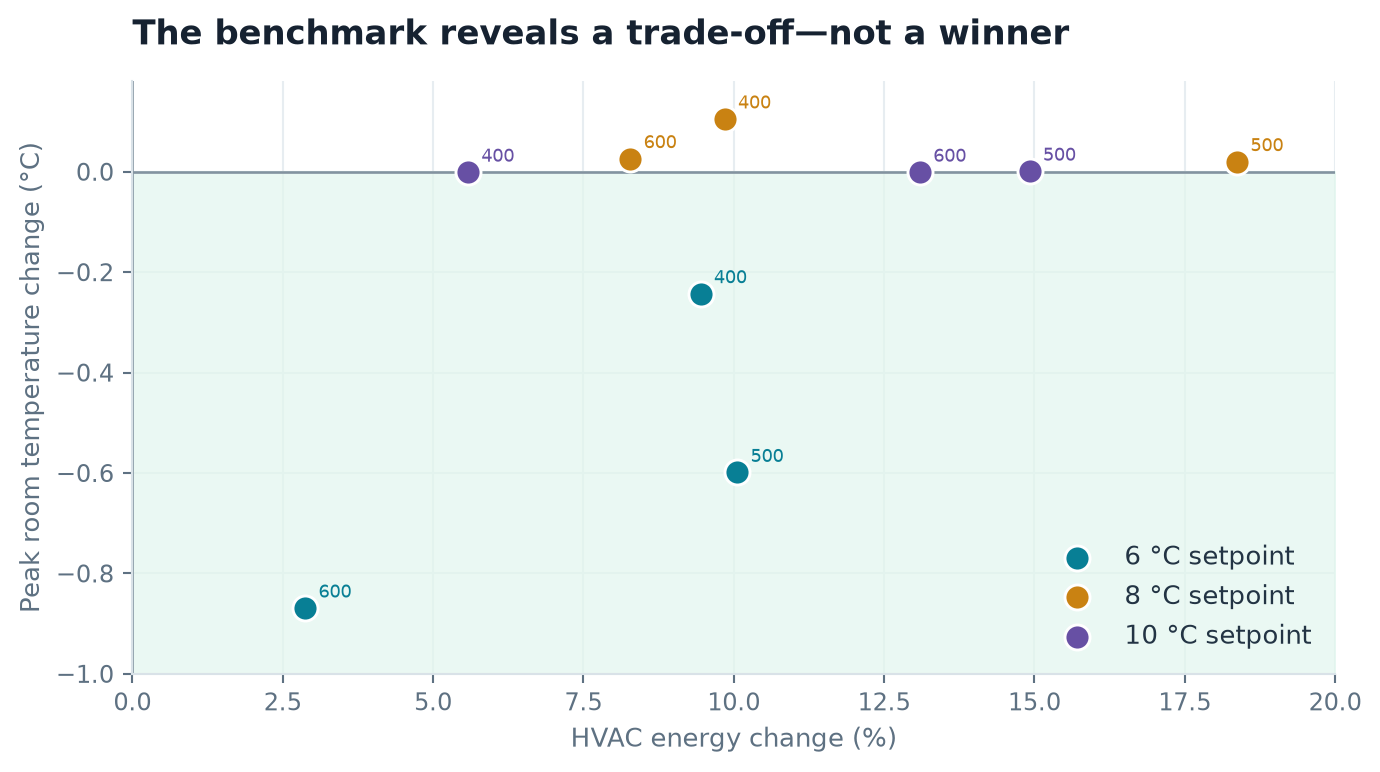 The benchmark reveals a trade-off—not a winner
Peak room temperature change (°C)
0.0
−0.2
−0.4
−0.6
−0.8
−1.0
400
600
400
600
500
500
400
500
600
6 °C setpoint
8 °C setpoint
10 °C setpoint
0.0 2.5 5.0 7.5 10.0 12.5 15.0 17.5 20.0
HVAC energy change (%)